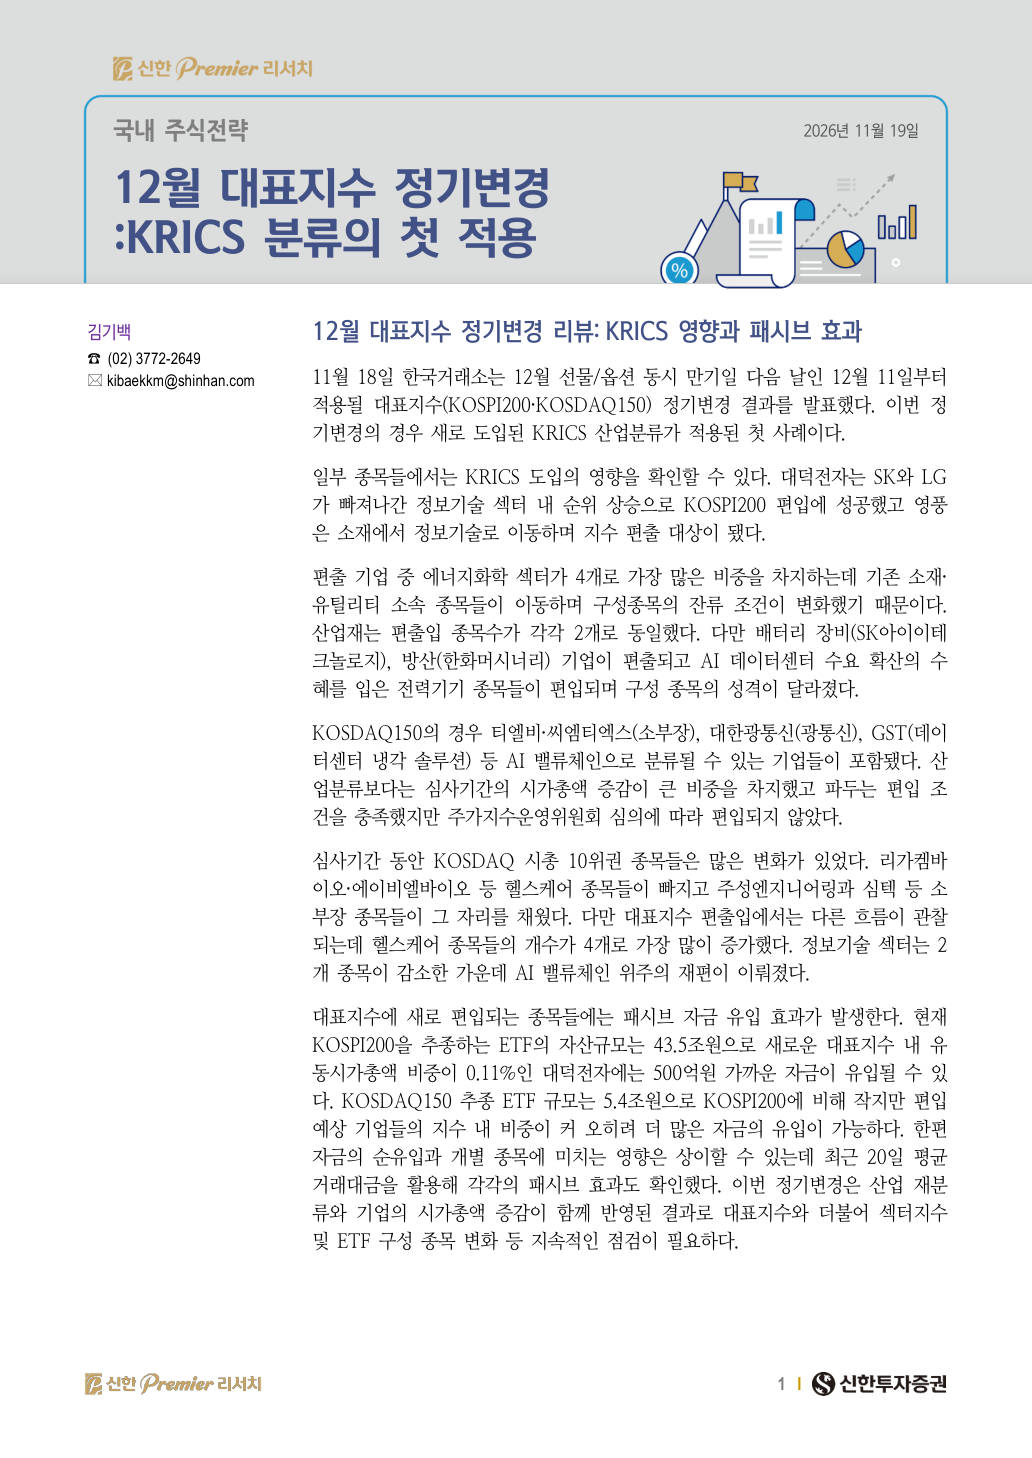 신한 Premier 리서치
국내 주식전략
2026년 11월 19일
12월 대표지수 정기변경
:KRICS 분류의 첫 적용
%
김기백
☎ (02) 3772-2649
✉ kibaekkm@shinhan.com
12월 대표지수 정기변경 리뷰: KRICS 영향과 패시브 효과
11월 18일 한국거래소는 12월 선물/옵션 동시 만기일 다음 날인 12월 11일부터
적용될 대표지수(KOSPI200·KOSDAQ150) 정기변경 결과를 발표했다. 이번 정
기변경의 경우 새로 도입된 KRICS 산업분류가 적용된 첫 사례이다.
일부 종목들에서는 KRICS 도입의 영향을 확인할 수 있다. 대덕전자는 SK와 LG
가 빠져나간 정보기술 섹터 내 순위 상승으로 KOSPI200 편입에 성공했고 영풍
은 소재에서 정보기술로 이동하며 지수 편출 대상이 됐다.
편출 기업 중 에너지화학 섹터가 4개로 가장 많은 비중을 차지하는데 기존 소재·
유틸리티 소속 종목들이 이동하며 구성종목의 잔류 조건이 변화했기 때문이다.
산업재는 편출입 종목수가 각각 2개로 동일했다. 다만 배터리 장비(SK아이이테
크놀로지), 방산(한화머시너리) 기업이 편출되고 AI 데이터센터 수요 확산의 수
혜를 입은 전력기기 종목들이 편입되며 구성 종목의 성격이 달라졌다.
KOSDAQ150의 경우 티엘비·씨엠티엑스(소부장), 대한광통신(광통신), GST(데이
터센터 냉각 솔루션) 등 AI 밸류체인으로 분류될 수 있는 기업들이 포함됐다. 산
업분류보다는 심사기간의 시가총액 증감이 큰 비중을 차지했고 파두는 편입 조
건을 충족했지만 주가지수운영위원회 심의에 따라 편입되지 않았다.
심사기간 동안 KOSDAQ 시총 10위권 종목들은 많은 변화가 있었다. 리가켐바
이오·에이비엘바이오 등 헬스케어 종목들이 빠지고 주성엔지니어링과 심텍 등 소
부장 종목들이 그 자리를 채웠다. 다만 대표지수 편출입에서는 다른 흐름이 관찰
되는데 헬스케어 종목들의 개수가 4개로 가장 많이 증가했다. 정보기술 섹터는 2
개 종목이 감소한 가운데 AI 밸류체인 위주의 재편이 이뤄졌다.
대표지수에 새로 편입되는 종목들에는 패시브 자금 유입 효과가 발생한다. 현재
KOSPI200을 추종하는 ETF의 자산규모는 43.5조원으로 새로운 대표지수 내 유
동시가총액 비중이 0.11%인 대덕전자에는 500억원 가까운 자금이 유입될 수 있
다. KOSDAQ150 추종 ETF 규모는 5.4조원으로 KOSPI200에 비해 작지만 편입
예상 기업들의 지수 내 비중이 커 오히려 더 많은 자금의 유입이 가능하다. 한편
자금의 순유입과 개별 종목에 미치는 영향은 상이할 수 있는데 최근 20일 평균
거래대금을 활용해 각각의 패시브 효과도 확인했다. 이번 정기변경은 산업 재분
류와 기업의 시가총액 증감이 함께 반영된 결과로 대표지수와 더불어 섹터지수
및 ETF 구성 종목 변화 등 지속적인 점검이 필요하다.
신한 Premier 리서치
1 | 신한투자증권